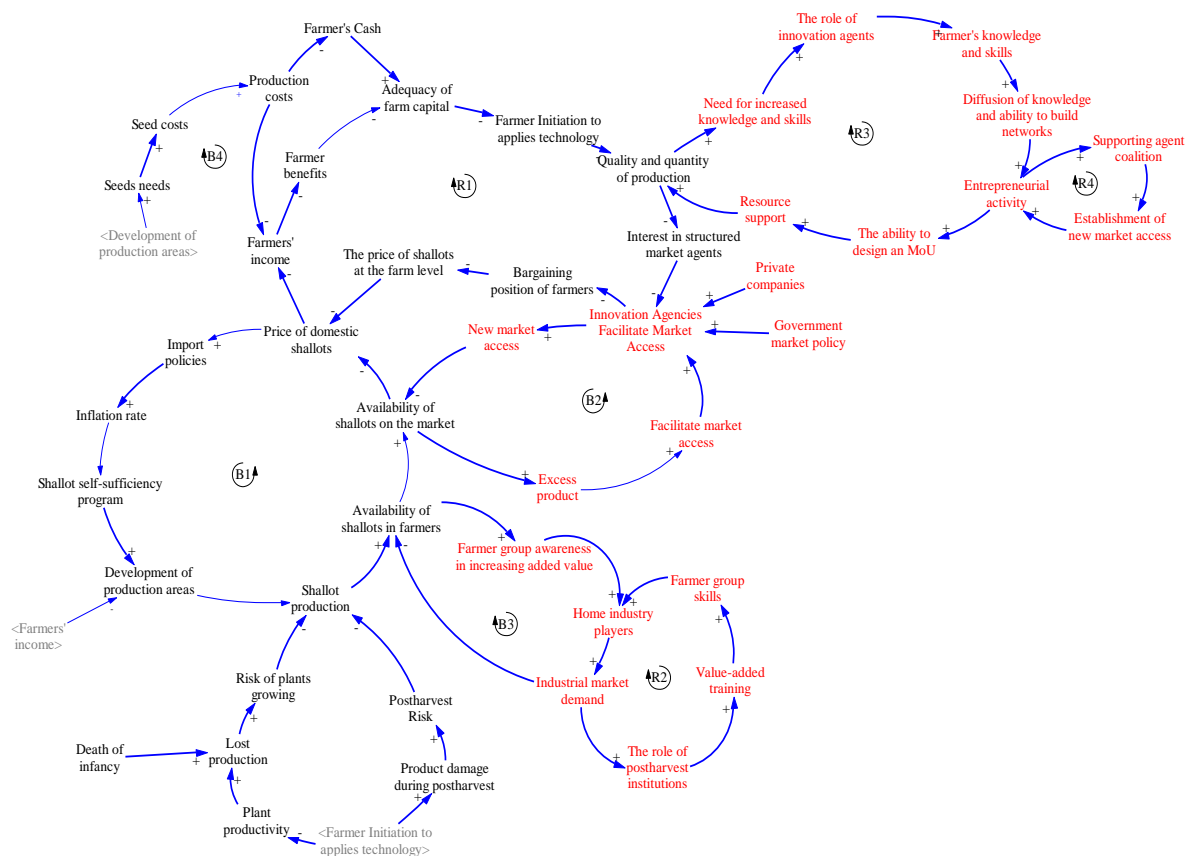 Farmer's Cash
The role of
innovation agents
Farmer's knowledge
and skills
Production
costs
Adequacy of
farm capital
Need for increased
knowledge and skills
Diffusion of knowledge
and ability to build
networks
Seed costs
Farmer Initiation to
applies technology
R3
Supporting agent
coalition
B4
Farmer
benefits
Quality and quantity
of production
Seeds needs
R1
Entrepreneurial
activity
R4
Resource
support
Establishment of
new market access
<Development of
production areas>
Farmers'
income
Interest in structured
market agents
The ability to
design an MoU
The price of shallots
at the farm level
Bargaining
position of farmers
Private
companies
Innovation Agencies
Facilitate Market
Access
Government
market policy
New market
access
Price of domestic
shallots
Import
policies
Inflation rate
Availability of
shallots on the market
B2
Facilitate market
access
Shallot self-sufficiency
program
B1
Excess
product
Availability of
shallots in farmers
Farmer group awareness
in increasing added value
Development of
production areas
Shallot
production
Farmer group
skills
<Farmers'
income>
B3
Home industry
players
Risk of plants
growing
Postharvest
Risk
Industrial market
demand
R2
Value-added
training
Death of
infancy
Lost
production
Product damage
during postharvest
The role of
postharvest
institutions
Plant
productivity
<Farmer Initiation to
applies technology>